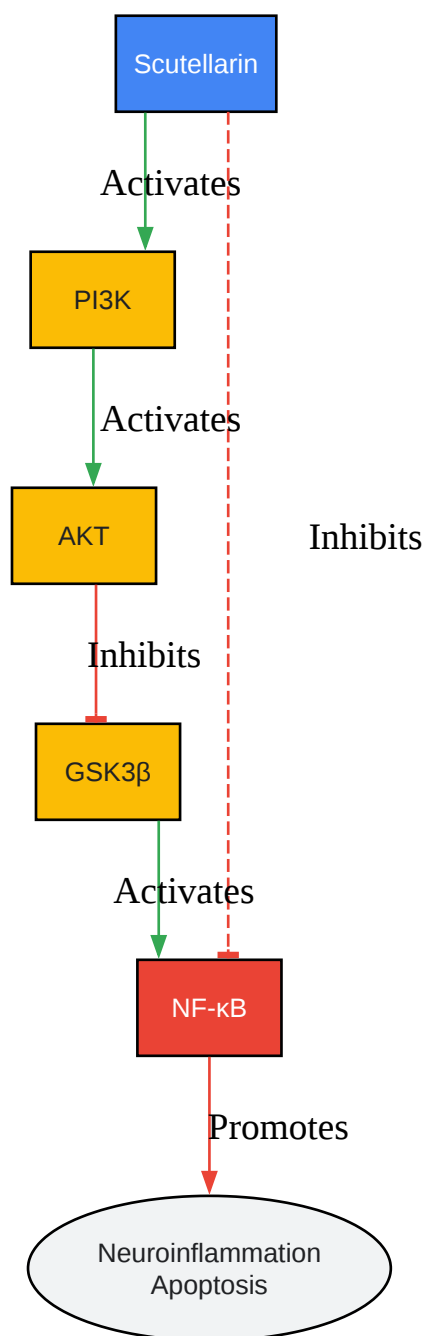 Scutellarin
Activates
PI3K
Activates
AKT
Inhibits
Inhibits
GSK3β
Activates
NF-κB
Promotes
Neuroinflammation
Apoptosis